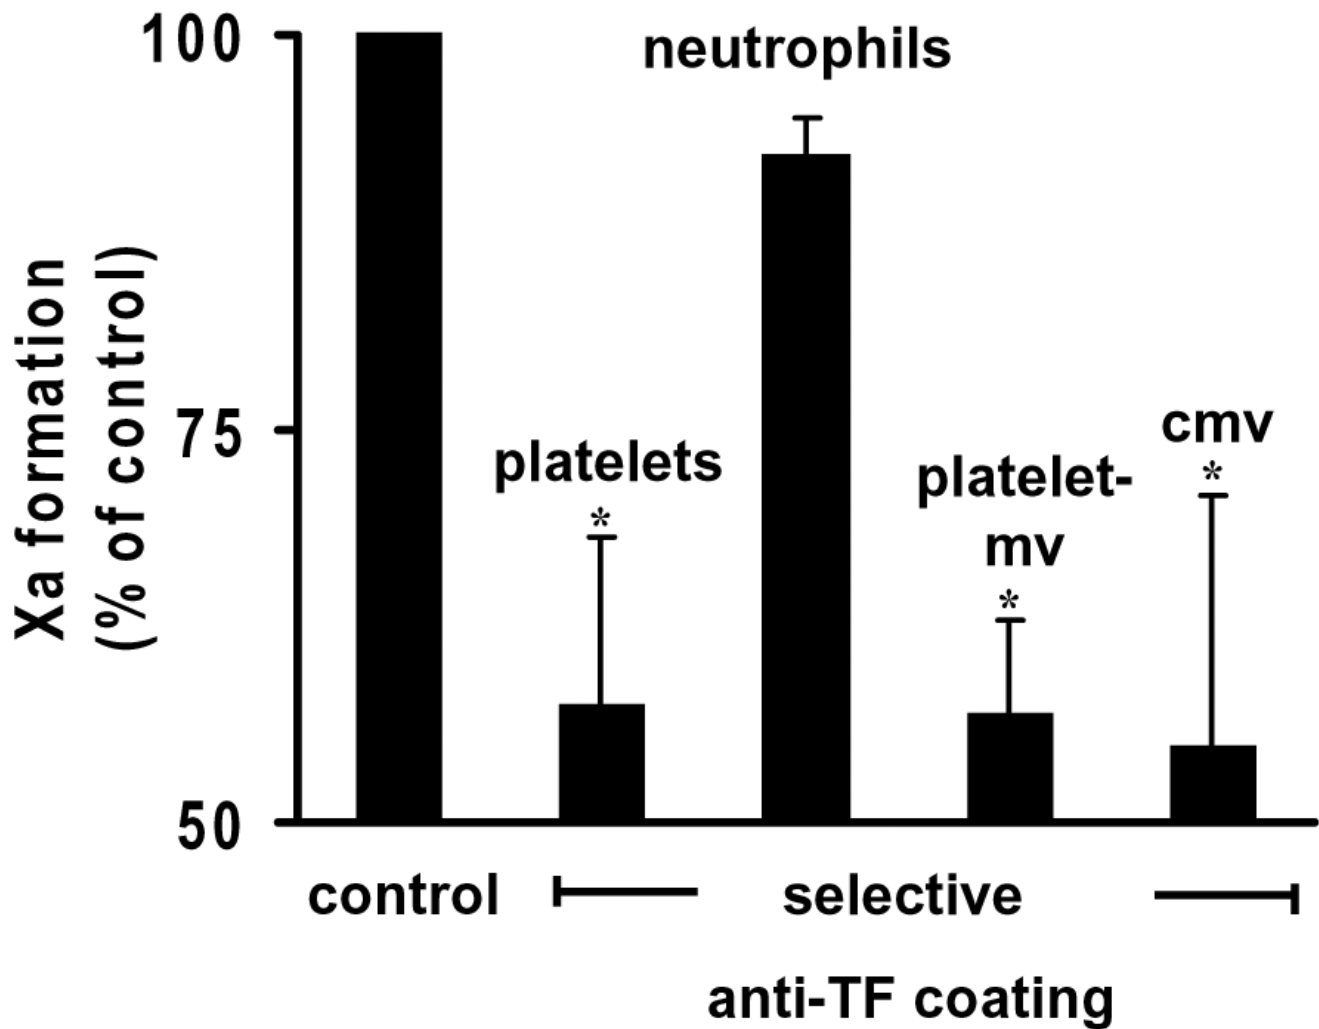 100
neutrophils
Xa formation
(% of control)
75
cmv
*
platelets
*
platelet-
mv
*
50
control
selective
anti-TF coating